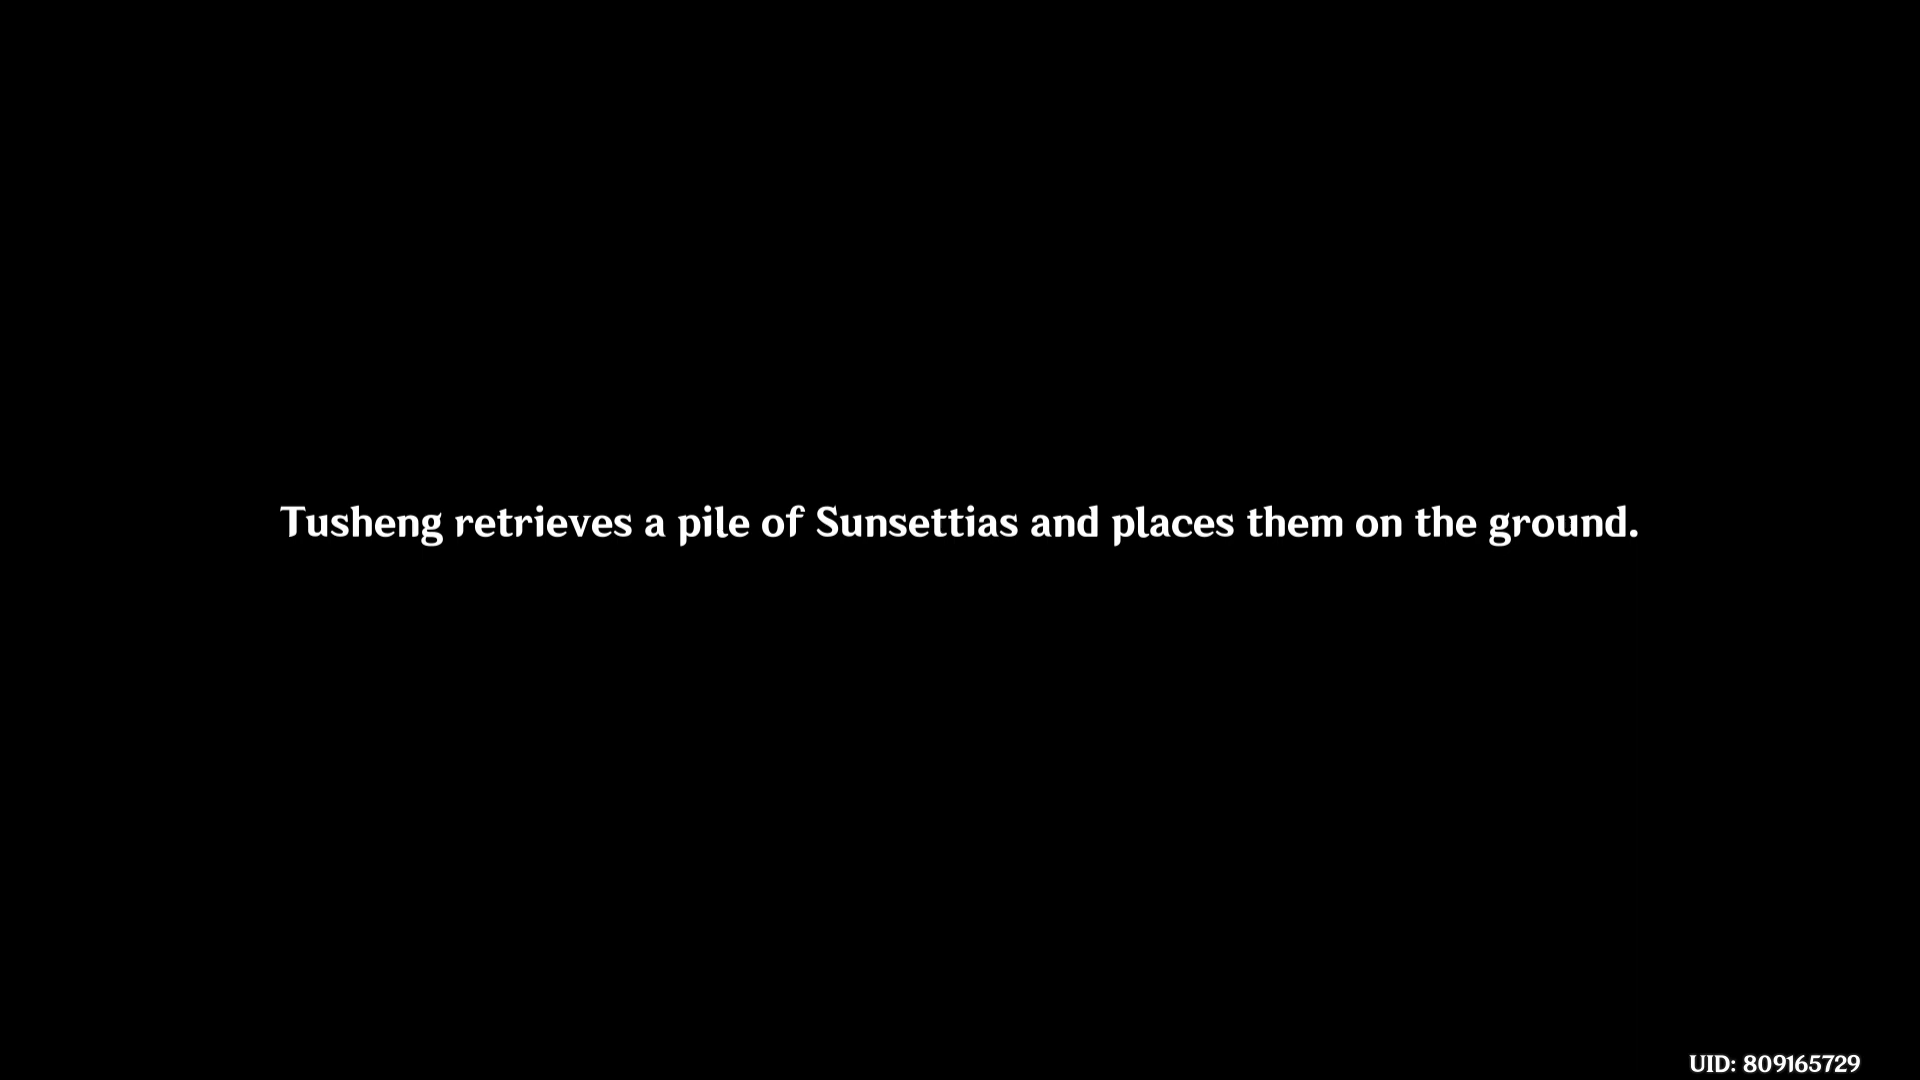 Tusheng retrieves a pile of Sunsettias and places them on the ground.
UID: 809165729